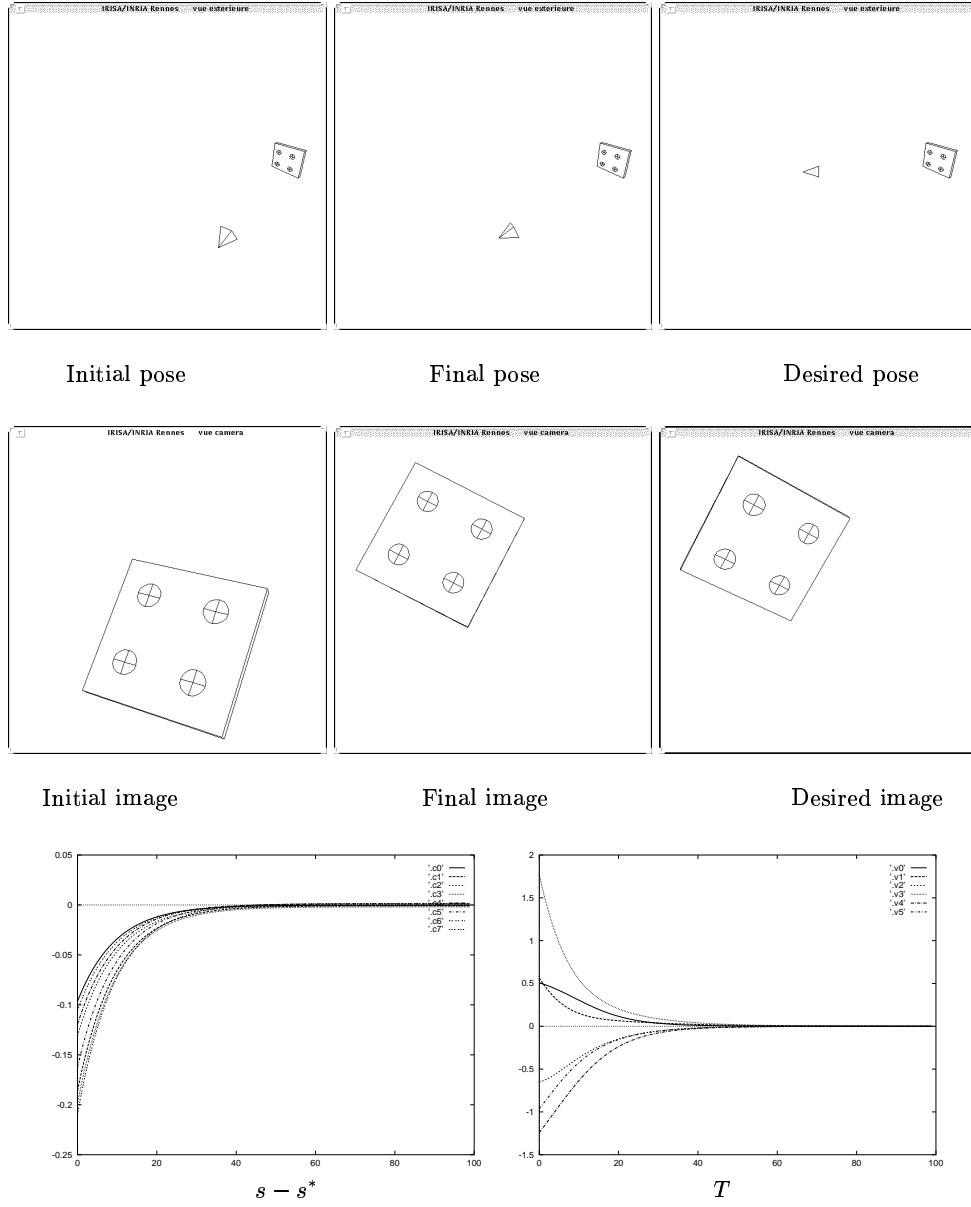 IRISA/INRIA Rennes vue exterieure IRISA/INRIA Rennes vue exterieure IRISA/INRIA Rennes vue exterieure
Initial pose Final pose Desired pose
IRISA/INRIA Rennes vue camera IRISA/INRIA Rennes vue camera IRISA/INRIA Rennes vue camera
Initial image Final image Desired image
0.05
0
-0.05
-0.1
-0.15
-0.2
-0.25
0 20 40 60 80 100
'.c0'
'.c1'
'.c2'
'.c3'
'.c4'
'.c5'
'.c6'
'.c7'
s − s*
2
1.5
1
0.5
0
-0.5
-1
-1.5
0 20 40 60 80 100
'.v0'
'.v1'
'.v2'
'.v3'
'.v4'
'.v5'
T